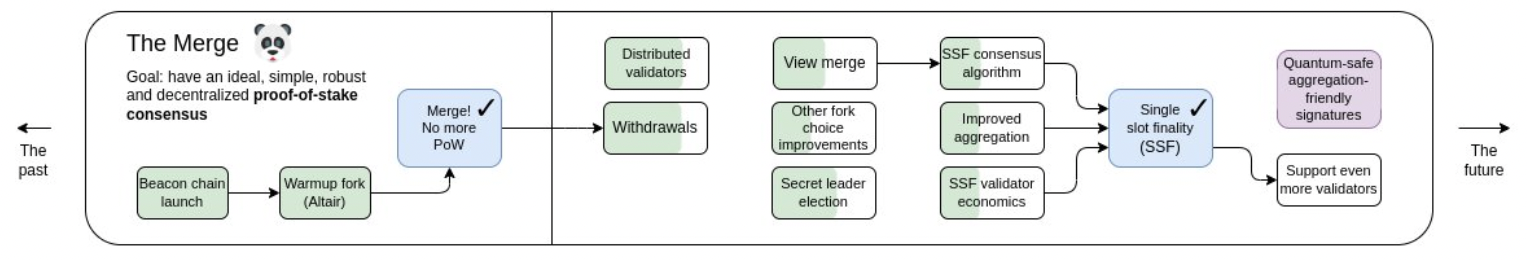 The Merge
Goal: have an ideal, simple, robust
and decentralized proof-of-stake
consensus
The
past
Beacon chain
launch
Warmup fork
(Altair)
Merge!
No more
PoW
Distributed
validators
Withdrawals
View merge
Other fork
choice
improvements
Secret leader
election
SSF consensus
algorithm
Improved
aggregation
SSF validator
economics
Single
slot finality
(SSF)
Quantum-safe
aggregation-
friendly
signatures
Support even
more validators
The
future